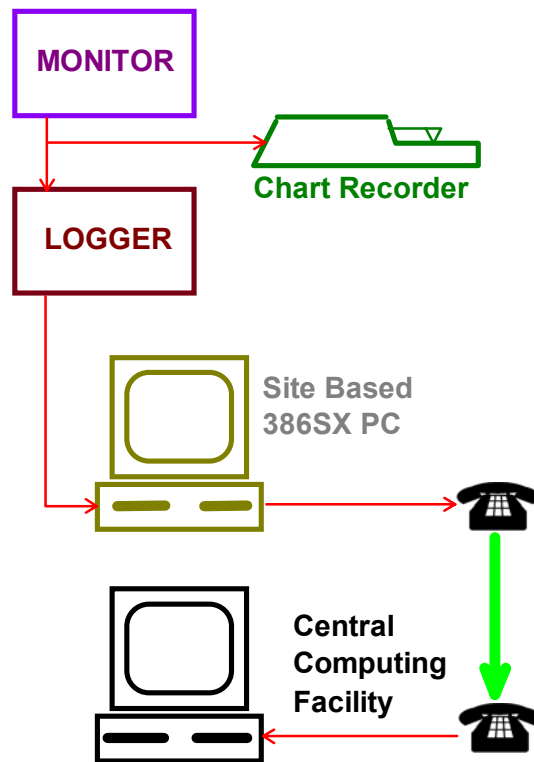 MONITOR
Chart Recorder
LOGGER
Site Based
386SX PC
Central
Computing
Facility